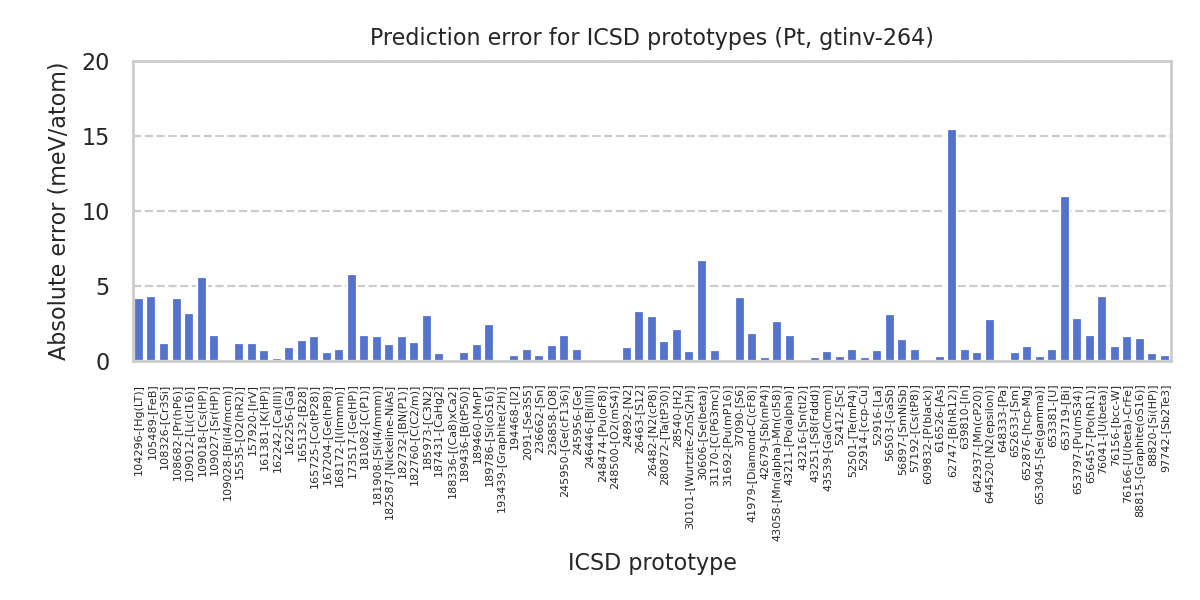 Prediction error for ICSD prototypes (Pt, gtinv-264)
Absolute error (meV/atom)
20
15
10
5
0
104296-[Hg(LT)]
105489-[FeB]
108326-[Cr3Si]
108682-[Pr(hP6)]
109012-[Li(cI16)]
109018-[Cs(HP)]
109027-[Sr(HP)]
109028-[Bi(I4/mcm)]
15535-[O2(hR2)]
157920-[IrV]
161381-[K(HP)]
162242-[Ca(III)]
162256-[Ga]
165132-[B28]
165725-[Co(tP28)]
167204-[Ge(hP8)]
168172-[I(Immm)]
173517-[Ge(HP)]
181082-[C(P1)]
181908-[Si(I4/mmm)]
182587-[Nickeline-NiAs]
182732-[BN(P1)]
182760-[C(C2/m)]
185973-[C3N2]
187431-[CaHg2]
188336-[(Ca8)xCa2]
189436-[B(tP50)]
189460-[MnP]
189786-[Si(oS16)]
193439-[Graphite(2H)]
194468-[I2]
2091-[Se3S5]
236662-[Sn]
236858-[O8]
245950-[Ge(cF136)]
245956-[Ge]
246446-[Bi(III)]
248474-[Pu(oF8)]
248500-[O2(mS4)]
24892-[N2]
26463-[S12]
26482-[N2(cP8)]
280872-[Ta(tP30)]
28540-[H2]
30101-[Wurtzite-ZnS(2H)]
30606-[Se(beta)]
31170-[C(P63mc)]
31692-[Pu(mP16)]
37090-[S6]
41979-[Diamond-C(cF8)]
42679-[Sb(mP4)]
43058-[Mn(alpha)-Mn(cI58)]
43211-[Po(alpha)]
43216-[Sn(tI2)]
43251-[S8(Fddd)]
43539-[Ga(Cmcm)]
52412-[Sc]
52501-[Te(mP4)]
52914-[ccp-Cu]
52916-[La]
56503-[GaSb]
56897-[SmNiSb]
57192-[Cs(tP8)]
609832-[P(black)]
616526-[As]
62747-[B(hR12)]
639810-[In]
642937-[Mn(cP20)]
644520-[N2(epsilon)]
648333-[Pa]
652633-[Sm]
652876-[hcp-Mg]
653045-[Se(gamma)]
653381-[U]
653719-[Np]
653797-[Pu(mS34)]
656457-[Po(hR1)]
76041-[U(beta)]
76156-[bcc-W]
76166-[U(beta)-CrFe]
88815-[Graphite(oS16)]
88820-[Si(HP)]
97742-[Sb2Te3]
ICSD prototype